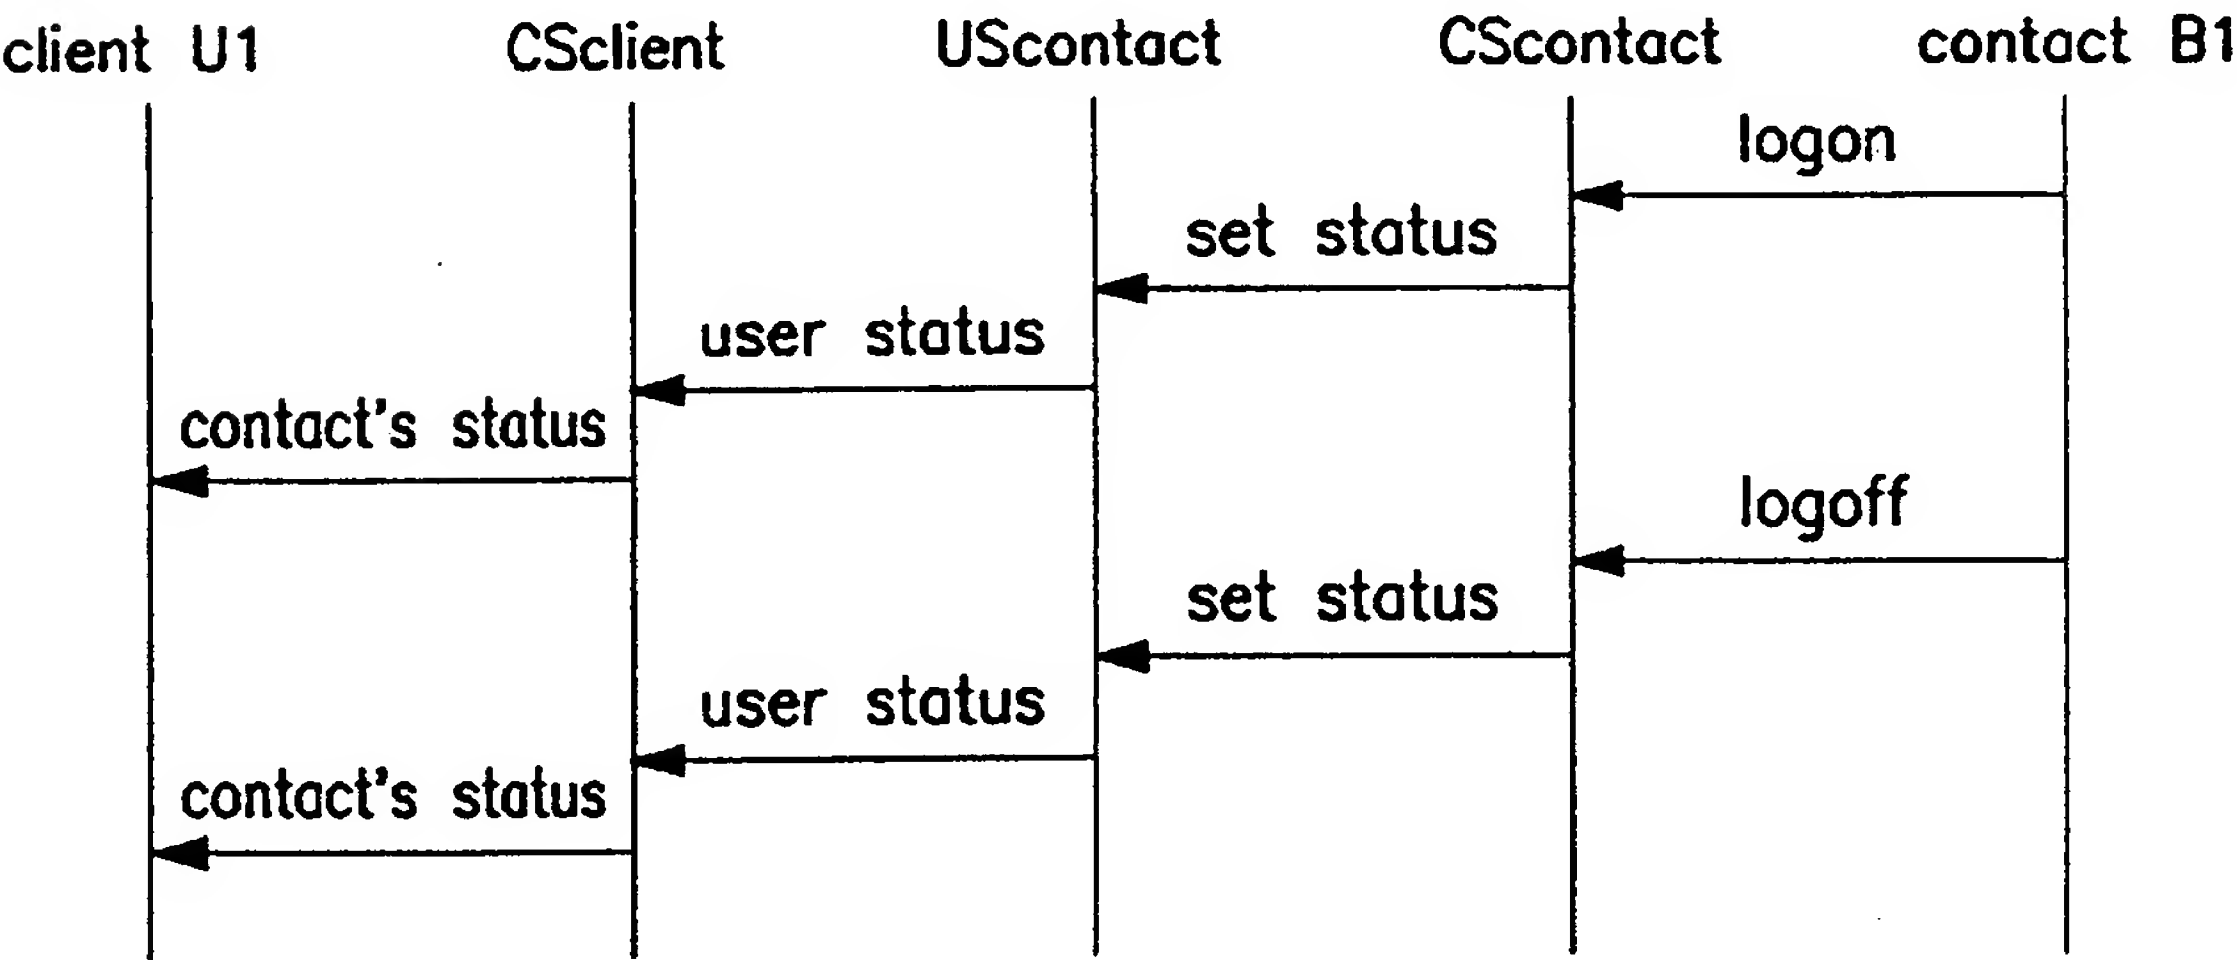 client U1 CSclient UScontact CScontact contact B1
logon
set status
user status
contact's status
logoff
set status
user status
contact's status